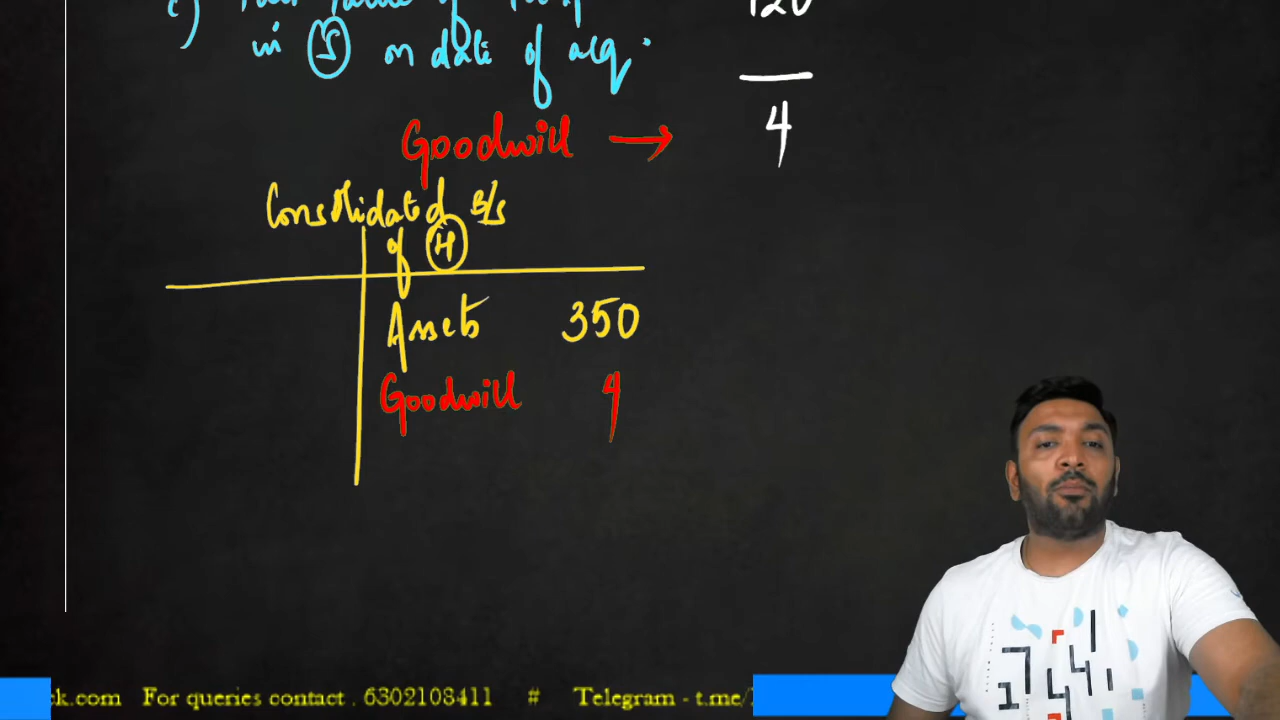 in (S) on date of acq.
120
4
Goodwill →
Consolidated B/s
of (H)
Assets 350
Goodwill 4
ck.com For queries contact . 6302108411 # Telegram - t.me/